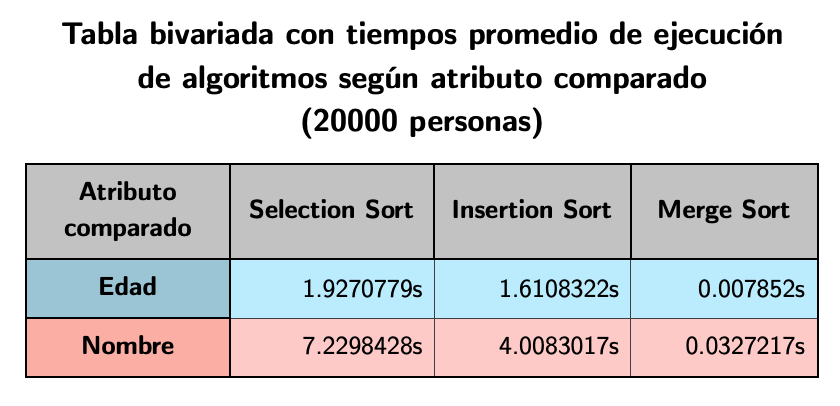 Tabla bivariada con tiempos promedio de ejecución
de algoritmos según atributo comparado
(20000 personas)
Atributo
comparado
Selection Sort
Insertion Sort
Merge Sort
Edad
1.9270779s
1.6108322s
0.007852s
Nombre
7.2298428s
4.0083017s
0.0327217s